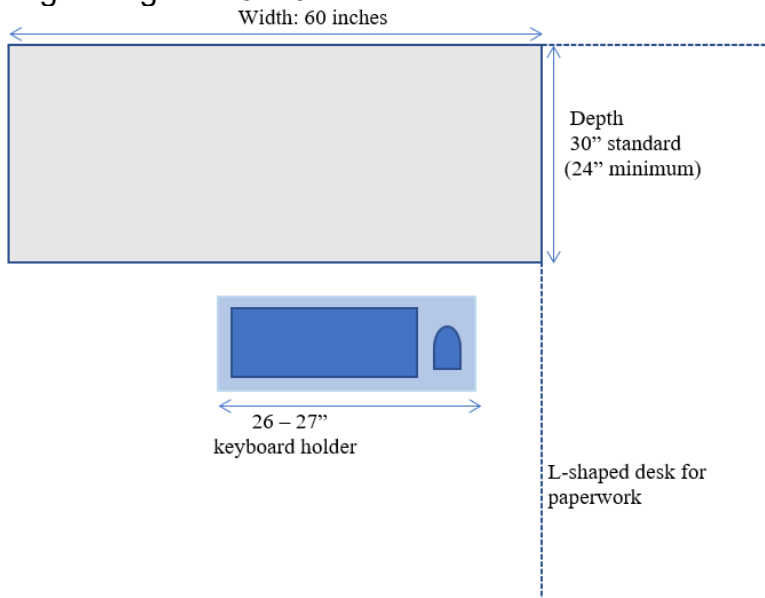 Width: 60 inches
Depth
30” standard
(24” minimum)
26 – 27”
keyboard holder
L-shaped desk for
paperwork